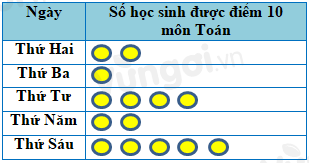 Ngày
Số học sinh được điểm 10
môn Toán
Thứ Hai
Thứ Ba
Thứ Tư
Thứ Năm
Thứ Sáu